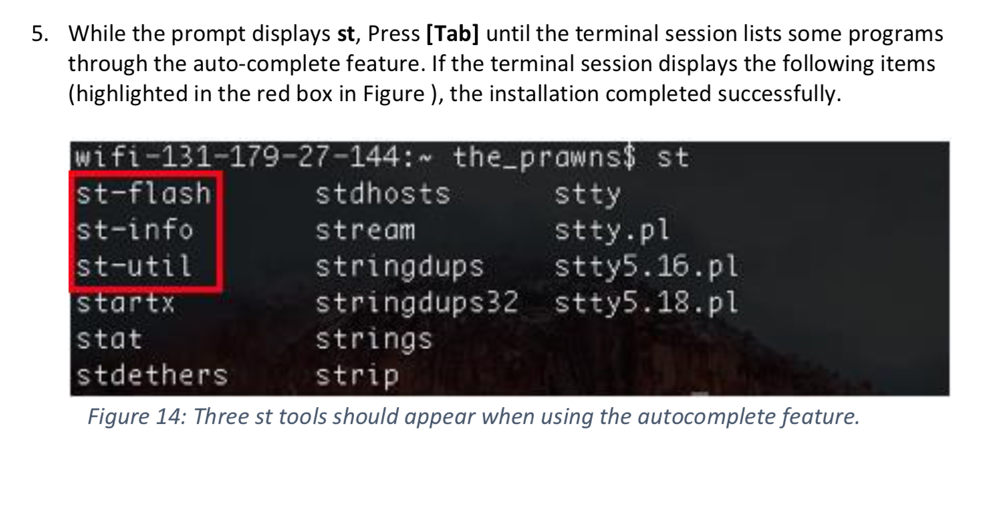 5. While the prompt displays st, Press [Tab] until the terminal session lists some programs
through the auto-complete feature. If the terminal session displays the following items
(highlighted in the red box in Figure ), the installation completed successfully.
wifi-131-179-27-144:~ the_prawns$ st
st-flash stdhosts stty
st-info stream stty.pl
st-util stringdups stty5.16.pl
startx stringdups32 stty5.18.pl
stat strings
stdethers strip
Figure 14: Three st tools should appear when using the autocomplete feature.